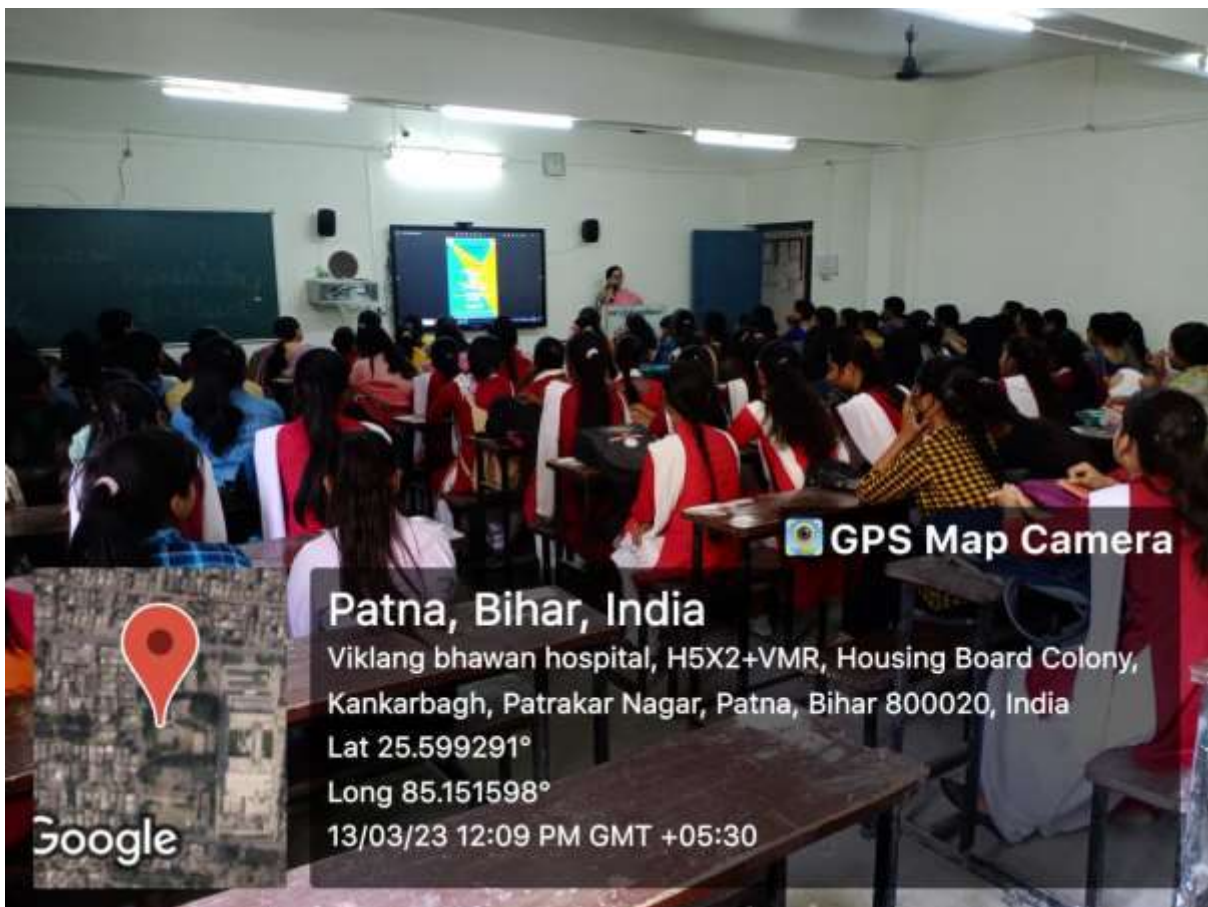 GPS Map Camera
Patna, Bihar, India
Viklang bhawan hospital, H5X2+VMR, Housing Board Colony,
Kankarbagh, Patrakar Nagar, Patna, Bihar 800020, India
Lat 25.599291°
Long 85.151598°
13/03/23 12:09 PM GMT +05:30
Google